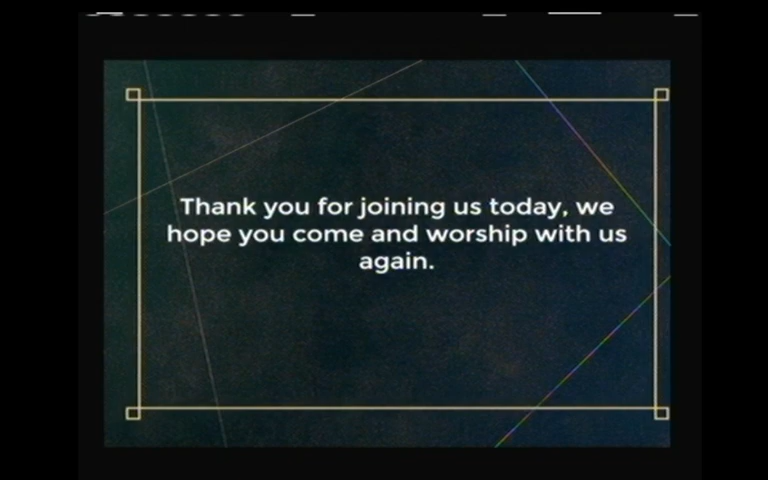 Thank you for joining us today, we
hope you come and worship with us
again.